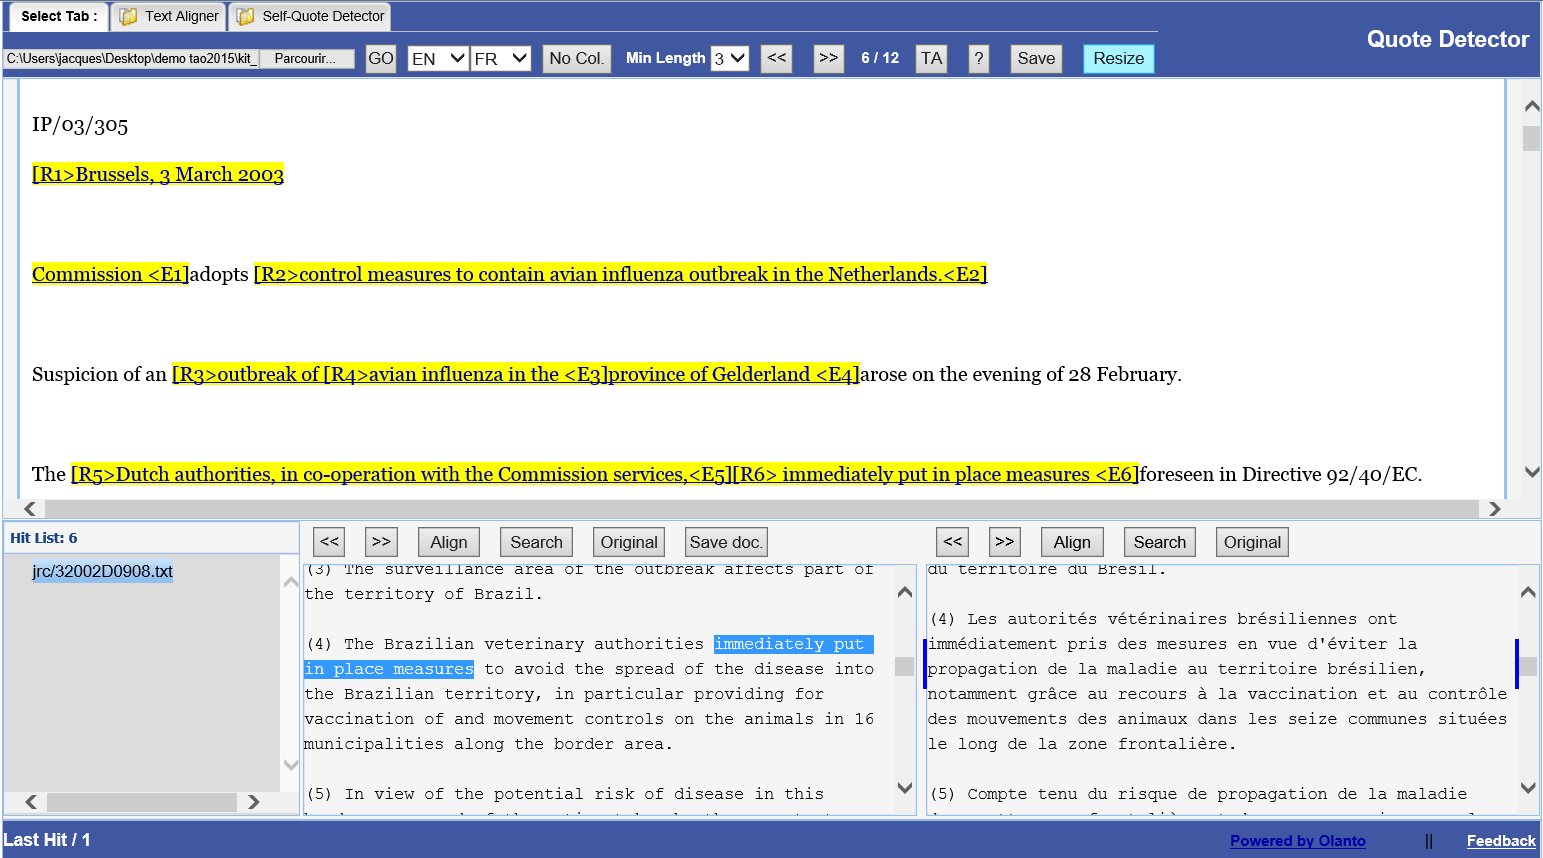 Select Tab : Text Aligner Self-Quote Detector
Quote Detector
C:\Users\jacques\Desktop\demo tao2015\kit_ Parcourir... GO EN FR No Col. Min Length 3 << >> 6 / 12 TA ? Save Resize
IP/03/305
[R1>Brussels, 3 March 2003
Commission <E1]adopts [R2>control measures to contain avian influenza outbreak in the Netherlands.<E2]
Suspicion of an [R3>outbreak of [R4>avian influenza in the <E3]province of Gelderland <E4]arose on the evening of 28 February.
The [R5>Dutch authorities, in co-operation with the Commission services,<E5][R6> immediately put in place measures <E6]foreseen in Directive 92/40/EC.
Hit List: 6
jrc/32002D0908.txt
<< >> Align Search Original Save doc.
(3) The surveillance area of the outbreak affects part of
the territory of Brazil.
(4) The Brazilian veterinary authorities immediately put
in place measures to avoid the spread of the disease into
the Brazilian territory, in particular providing for
vaccination of and movement controls on the animals in 16
municipalities along the border area.
(5) In view of the potential risk of disease in this
<< >> Align Search Original
du territoire du Brésil.
(4) Les autorités vétérinaires brésiliennes ont
immédiatement pris des mesures en vue d'éviter la
propagation de la maladie au territoire brésilien,
notamment grâce au recours à la vaccination et au contrôle
des mouvements des animaux dans les seize communes situées
le long de la zone frontalière.
(5) Compte tenu du risque de propagation de la maladie
Last Hit / 1
Powered by Olanto || Feedback